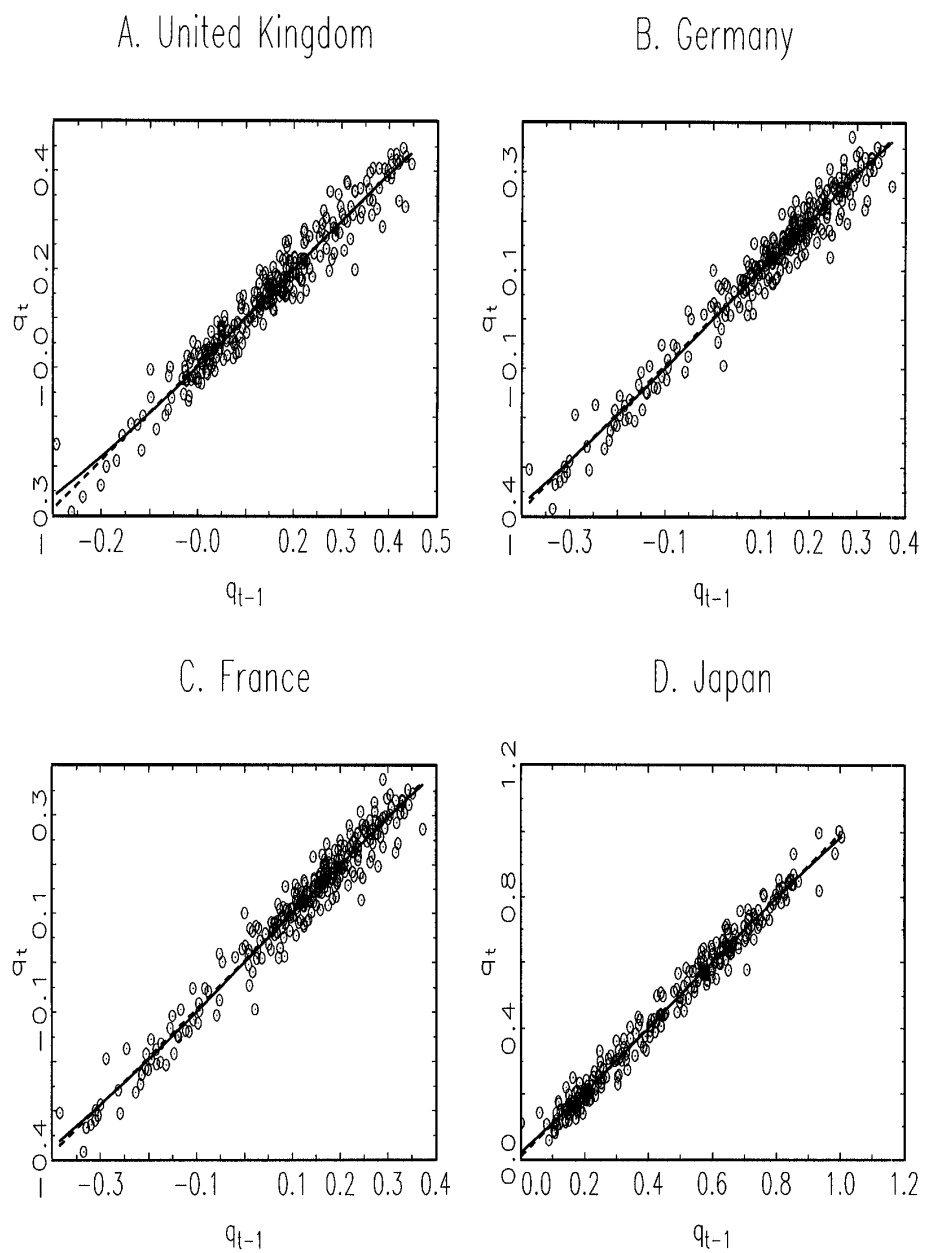 A. United Kingdom
B. Germany
0.4
0.2
-0.0
-0.3
q_t
-0.2 -0.0 0.2 0.3 0.4 0.5
q_{t-1}
0.3
0.1
-0.1
-0.4
q_t
-0.3 -0.1 0.1 0.2 0.3 0.4
q_{t-1}
C. France
D. Japan
0.3
0.1
-0.1
-0.4
q_t
-0.3 -0.1 0.1 0.2 0.3 0.4
q_{t-1}
1.2
0.8
0.4
0.0
q_t
0.0 0.2 0.4 0.6 0.8 1.0 1.2
q_{t-1}